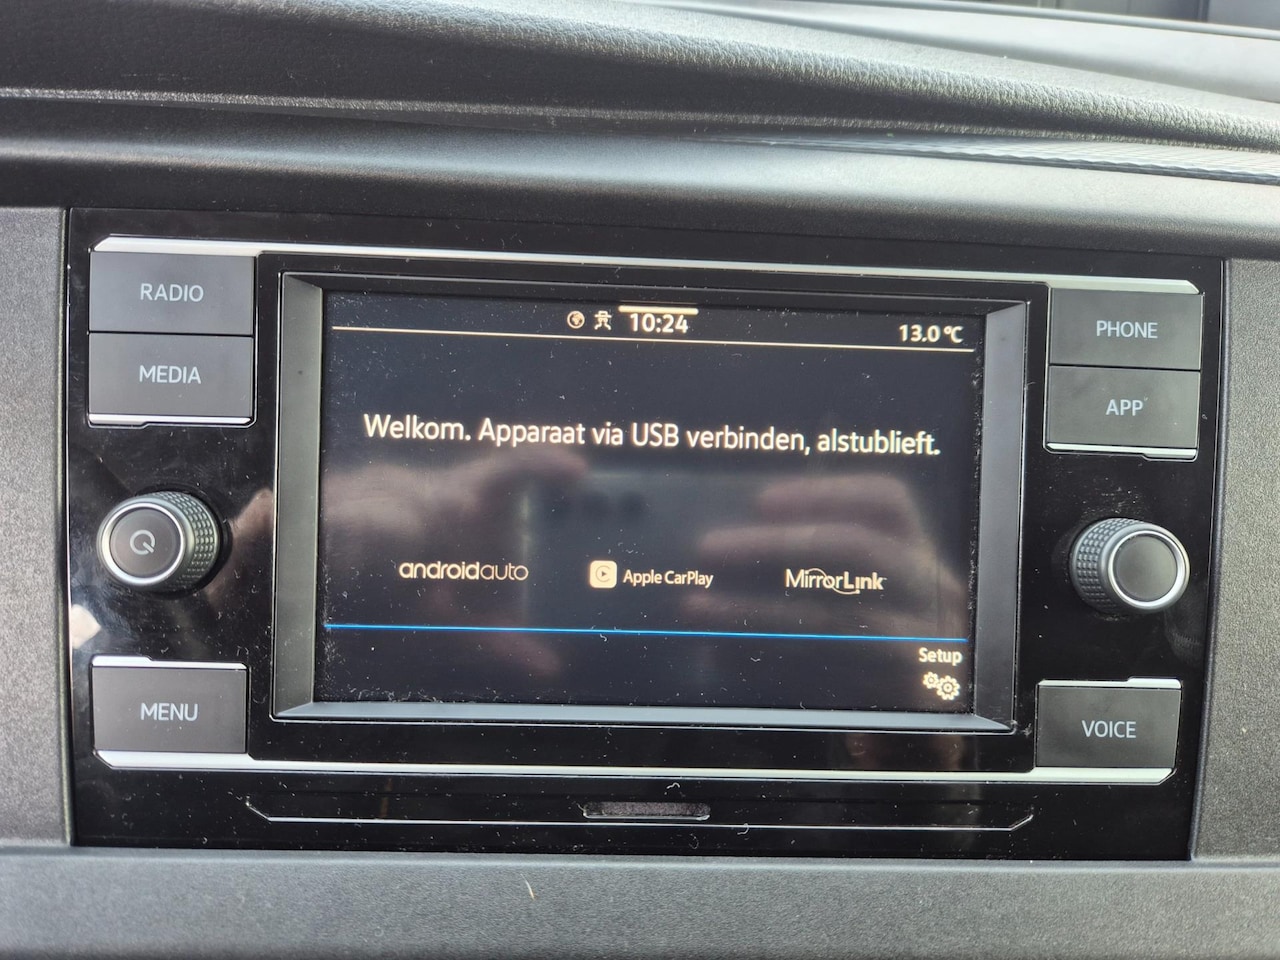 RADIO
MEDIA
MENU
10:24
13.0 °C
Welkom. Apparaat via USB verbinden, alstublieft.
androidauto
Apple CarPlay
MirrorLink™
Setup
PHONE
APP
VOICE